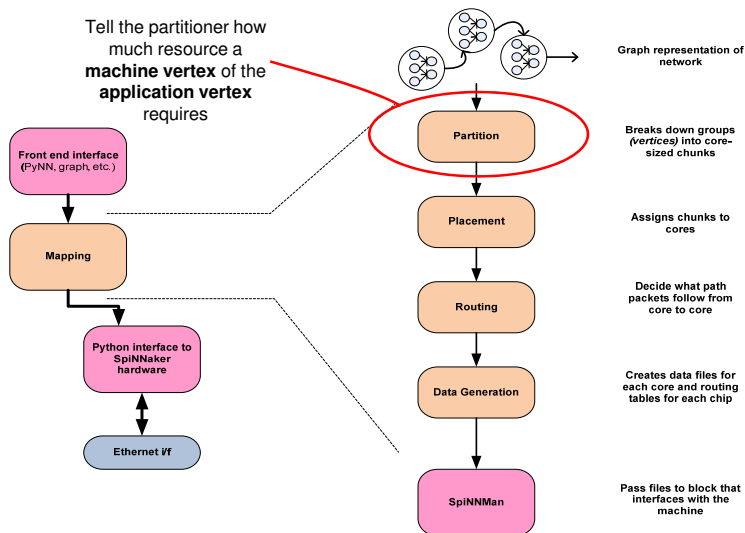 Tell the partitioner how
much resource a
machine vertex of the
application vertex
requires
Graph representation of
network
Partition
Breaks down groups
(vertices) into core-
sized chunks
Front end interface
(PyNN, graph, etc.)
Placement
Assigns chunks to
cores
Mapping
Routing
Decide what path
packets follow from
core to core
Python interface to
SpiNNaker
hardware
Data Generation
Creates data files for
each core and routing
tables for each chip
Ethernet i/f
SpiNNMan
Pass files to block that
interfaces with the
machine